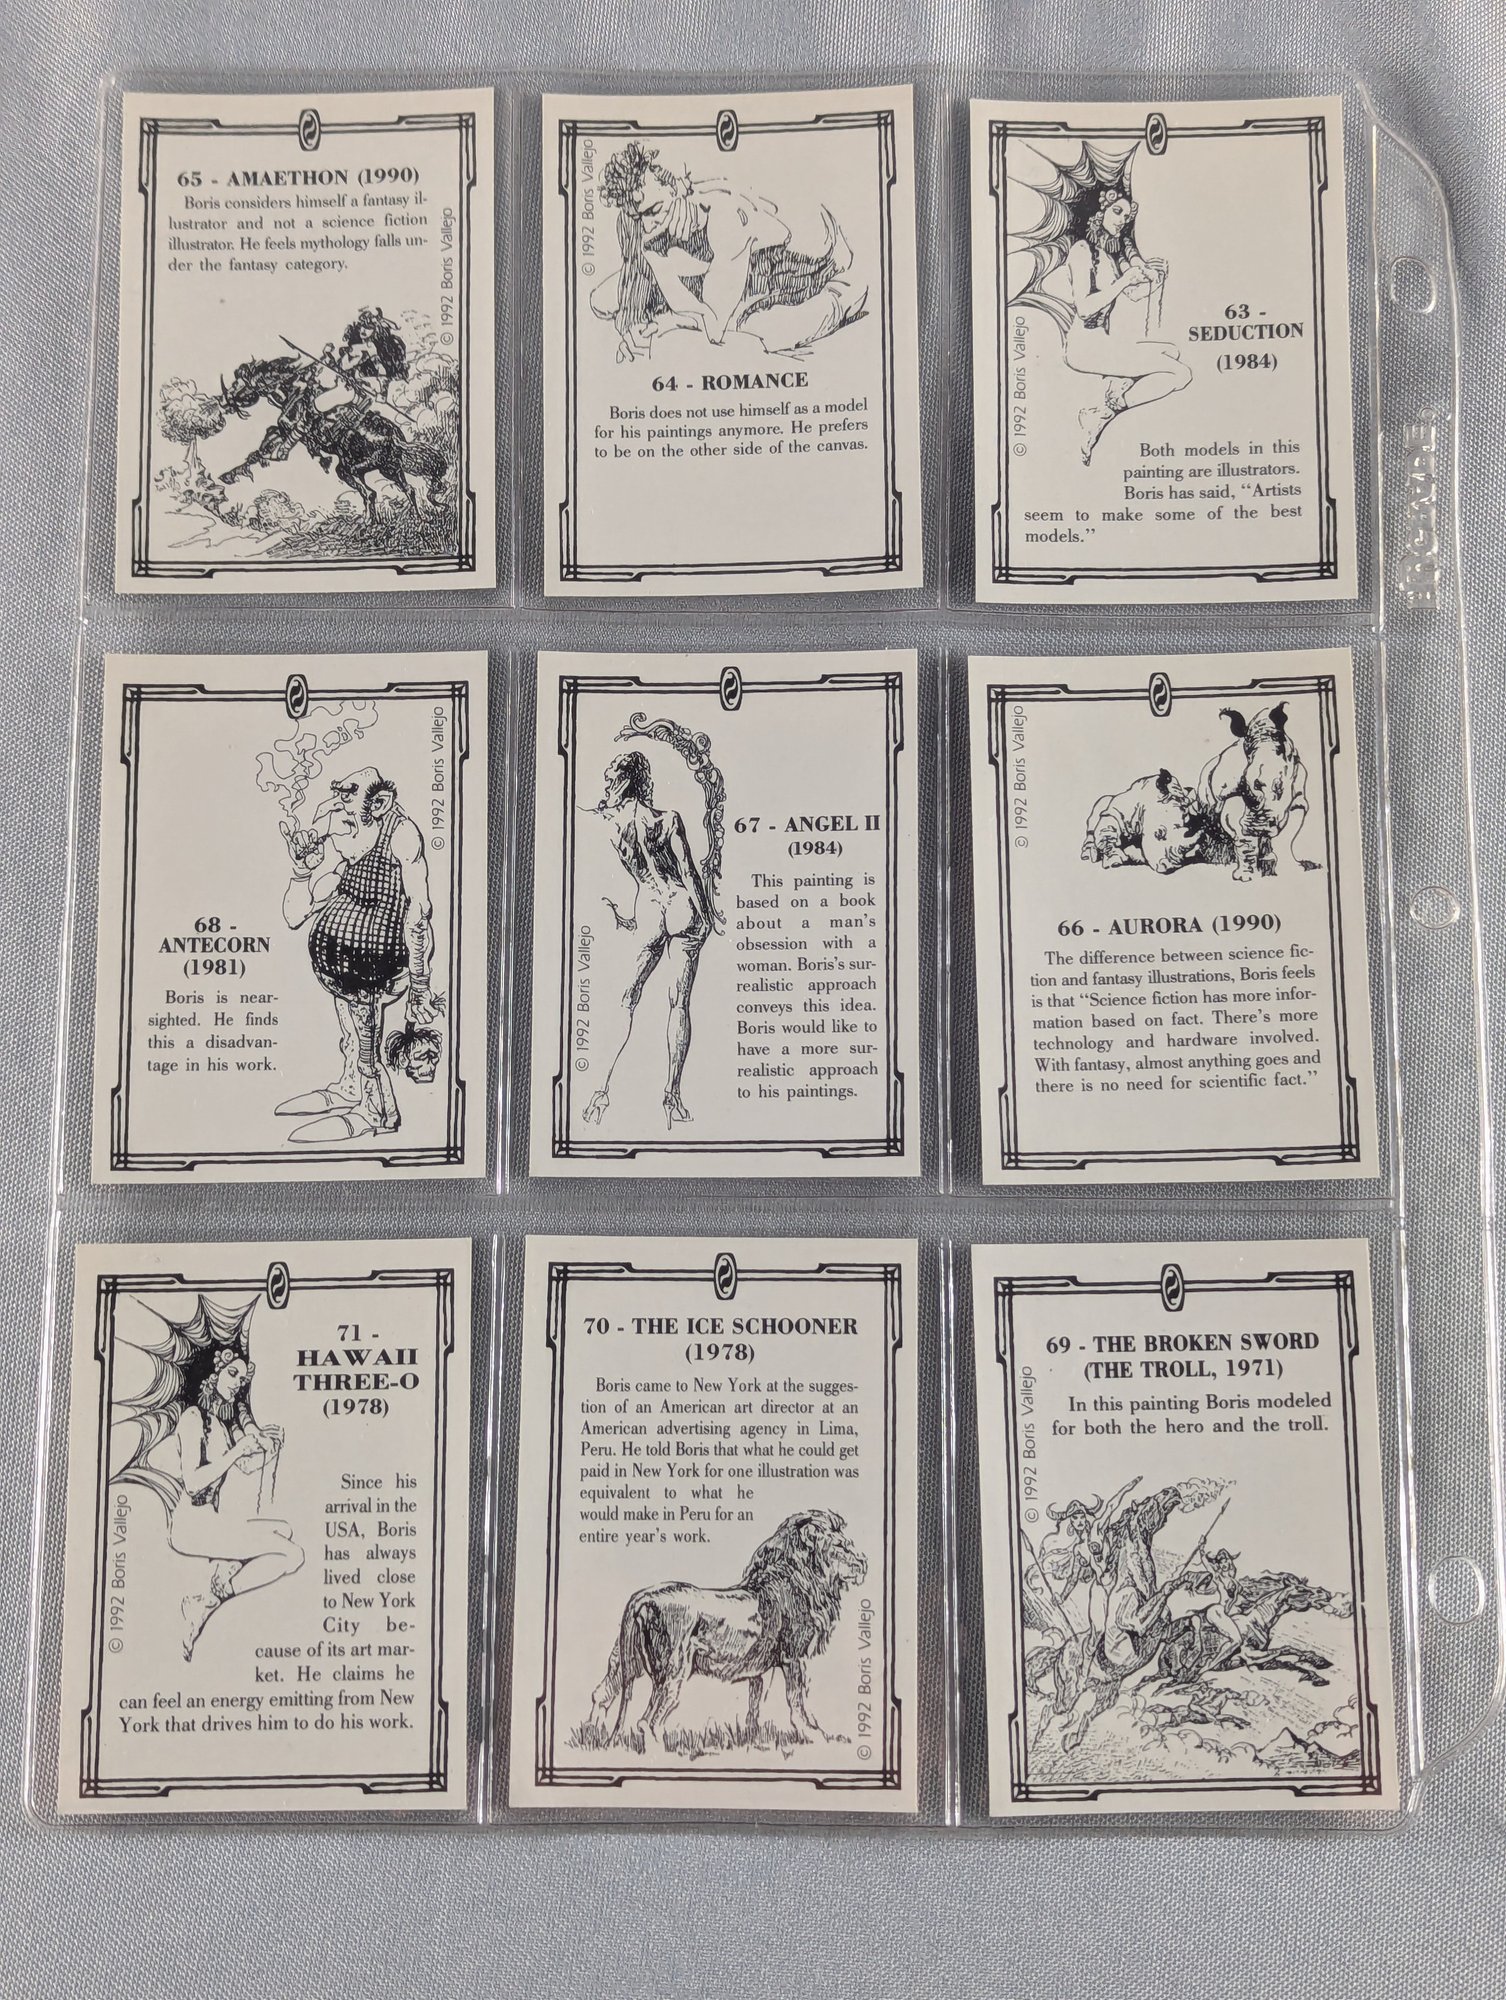 65 - AMAETHON (1990)
Boris considers himself a fantasy il-
lustrator and not a science fiction
illustrator. He feels mythology falls un-
der the fantasy category.
© 1992 Boris Vallejo
© 1992 Boris Vallejo
64 - ROMANCE
Boris does not use himself as a model
for his paintings anymore. He prefers
to be on the other side of the canvas.
63 -
SEDUCTION
(1984)
© 1992 Boris Vallejo
Both models in this
painting are illustrators.
Boris has said, “Artists
seem to make some of the best
models.”
© 1992 Boris Vallejo
68 -
ANTECORN
(1981)
Boris is near-
sighted. He finds
this a disadvan-
tage in his work.
67 - ANGEL II
(1984)
This painting is
based on a book
about a man's
obsession with a
woman. Boris's sur-
realistic approach
conveys this idea.
Boris would like to
have a more sur-
realistic approach
to his paintings.
© 1992 Boris Vallejo
© 1992 Boris Vallejo
66 - AURORA (1990)
The difference between science fic-
tion and fantasy illustrations, Boris feels
is that “Science fiction has more infor-
mation based on fact. There's more
technology and hardware involved.
With fantasy, almost anything goes and
there is no need for scientific fact.”
71 -
HAWAII
THREE-O
(1978)
© 1992 Boris Vallejo
Since his
arrival in the
USA, Boris
has always
lived close
to New York
City be-
cause of its art mar-
ket. He claims he
can feel an energy emitting from New
York that drives him to do his work.
70 - THE ICE SCHOONER
(1978)
Boris came to New York at the sugges-
tion of an American art director at an
American advertising agency in Lima,
Peru. He told Boris that what he could get
paid in New York for one illustration was
equivalent to what he
would make in Peru for an
entire year's work.
© 1992 Boris Vallejo
69 - THE BROKEN SWORD
(THE TROLL, 1971)
In this painting Boris modeled
for both the hero and the troll.
© 1992 Boris Vallejo